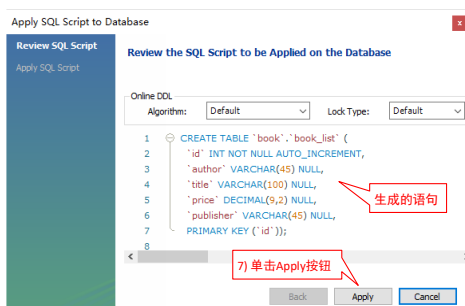 Apply SQL Script to Database
x
Review SQL Script
Apply SQL Script
Review the SQL Script to be Applied on the Database
Online DDL
Algorithm: Default Lock Type: Default
1 CREATE TABLE `book`.`book_list` (
2 `id` INT NOT NULL AUTO_INCREMENT,
3 `author` VARCHAR(45) NULL,
4 `title` VARCHAR(100) NULL,
5 `price` DECIMAL(9,2) NULL,
6 `publisher` VARCHAR(45) NULL,
7 PRIMARY KEY (`id`));
8
生成的语句
7) 单击Apply按钮
Back Apply Cancel